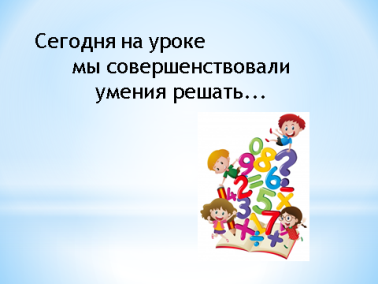 Сегодня на уроке
мы совершенствовали
умения решать...